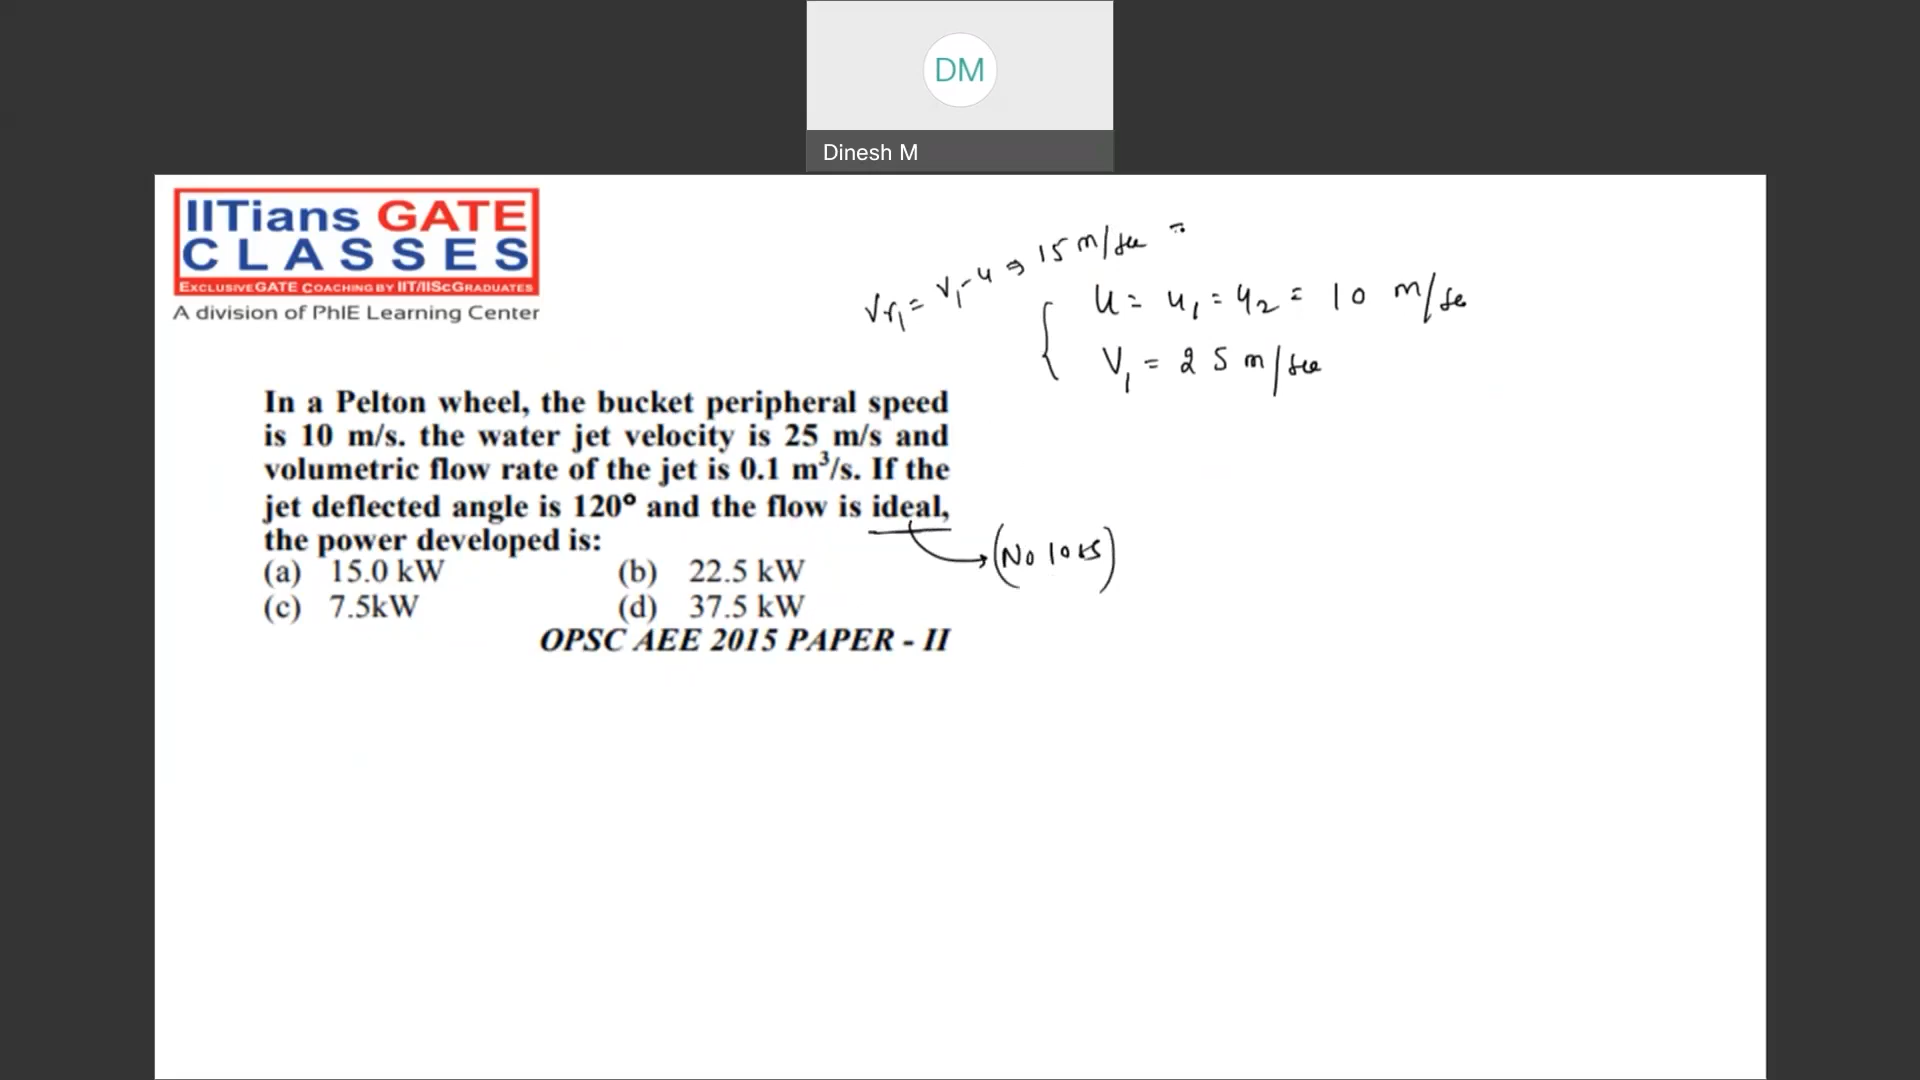 DM
Dinesh M
IITians GATE
CLASSES
EXCLUSIVE GATE COACHING BY IIT/IISc GRADUATES
A division of PhIE Learning Center
Vr₁ = V₁-u ⇒ 15 m/sec =
u = u₁ = u₂ = 10 m/se
V₁ = 25 m/sec
In a Pelton wheel, the bucket peripheral speed
is 10 m/s. the water jet velocity is 25 m/s and
volumetric flow rate of the jet is 0.1 m³/s. If the
jet deflected angle is 120° and the flow is ideal,
the power developed is:
(No loss)
(a) 15.0 kW (b) 22.5 kW
(c) 7.5kW (d) 37.5 kW
OPSC AEE 2015 PAPER - II